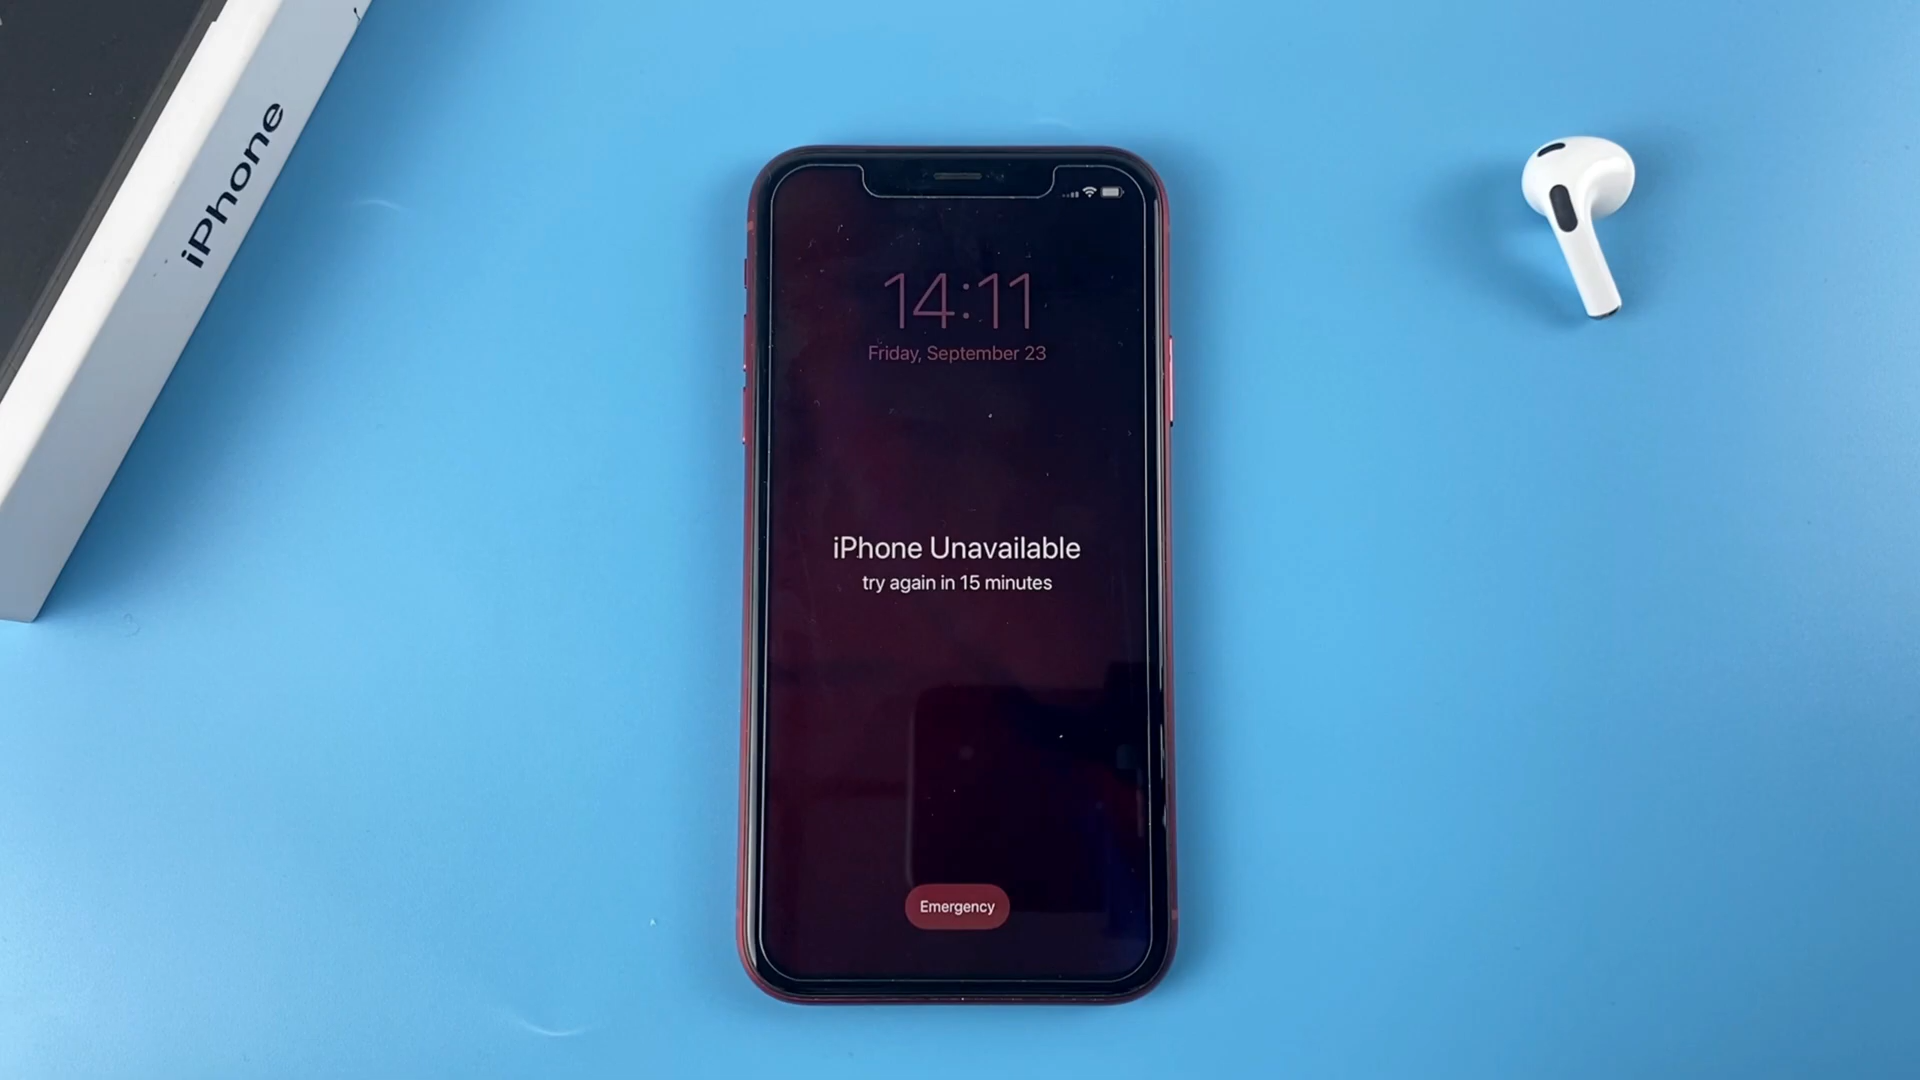 iPhone
14:11
Friday, September 23
iPhone Unavailable
try again in 15 minutes
Emergency